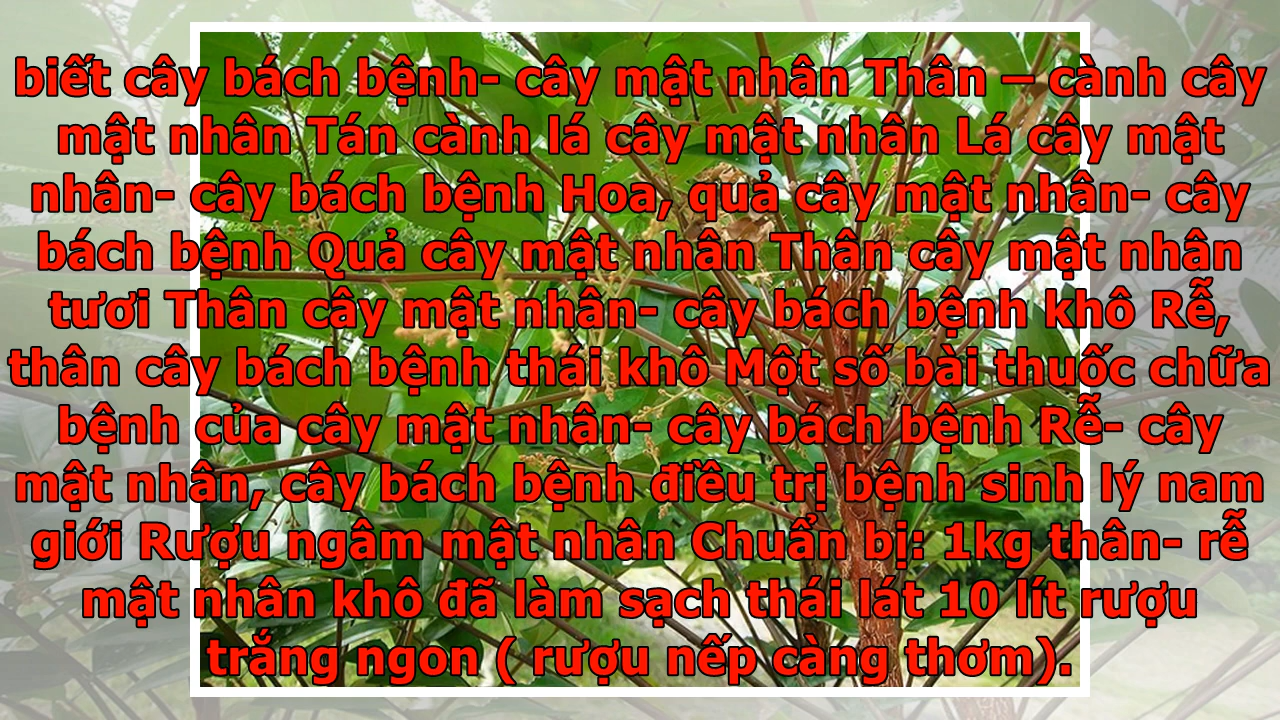 biết cây bách bệnh- cây mật nhân Thân – cành cây
mật nhân Tán cành lá cây mật nhân Lá cây mật
nhân- cây bách bệnh Hoa, quả cây mật nhân- cây
bách bệnh Quả cây mật nhân Thân cây mật nhân
tươi Thân cây mật nhân- cây bách bệnh khô Rễ,
thân cây bách bệnh thái khô Một số bài thuốc chữa
bệnh của cây mật nhân- cây bách bệnh Rễ- cây
mật nhân, cây bách bệnh điều trị bệnh sinh lý nam
giới Rượu ngâm mật nhân Chuẩn bị: 1kg thân- rễ
mật nhân khô đã làm sạch thái lát 10 lít rượu
trắng ngon ( rượu nếp càng thơm).